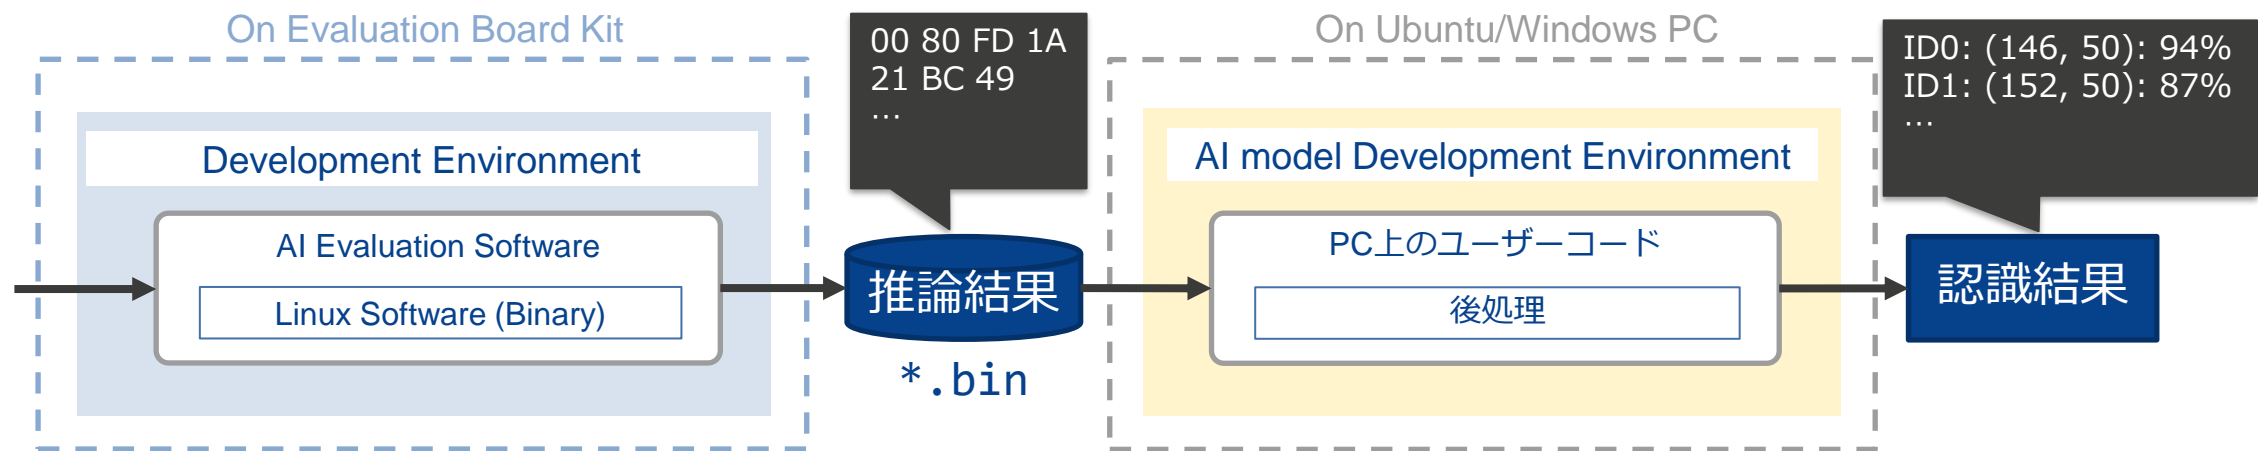 On Evaluation Board Kit
Development Environment
AI Evaluation Software
Linux Software (Binary)
00 80 FD 1A
21 BC 49
…
推論結果
*.bin
On Ubuntu/Windows PC
AI model Development Environment
PC上のユーザーコード
後処理
ID0: (146, 50): 94%
ID1: (152, 50): 87%
…
認識結果